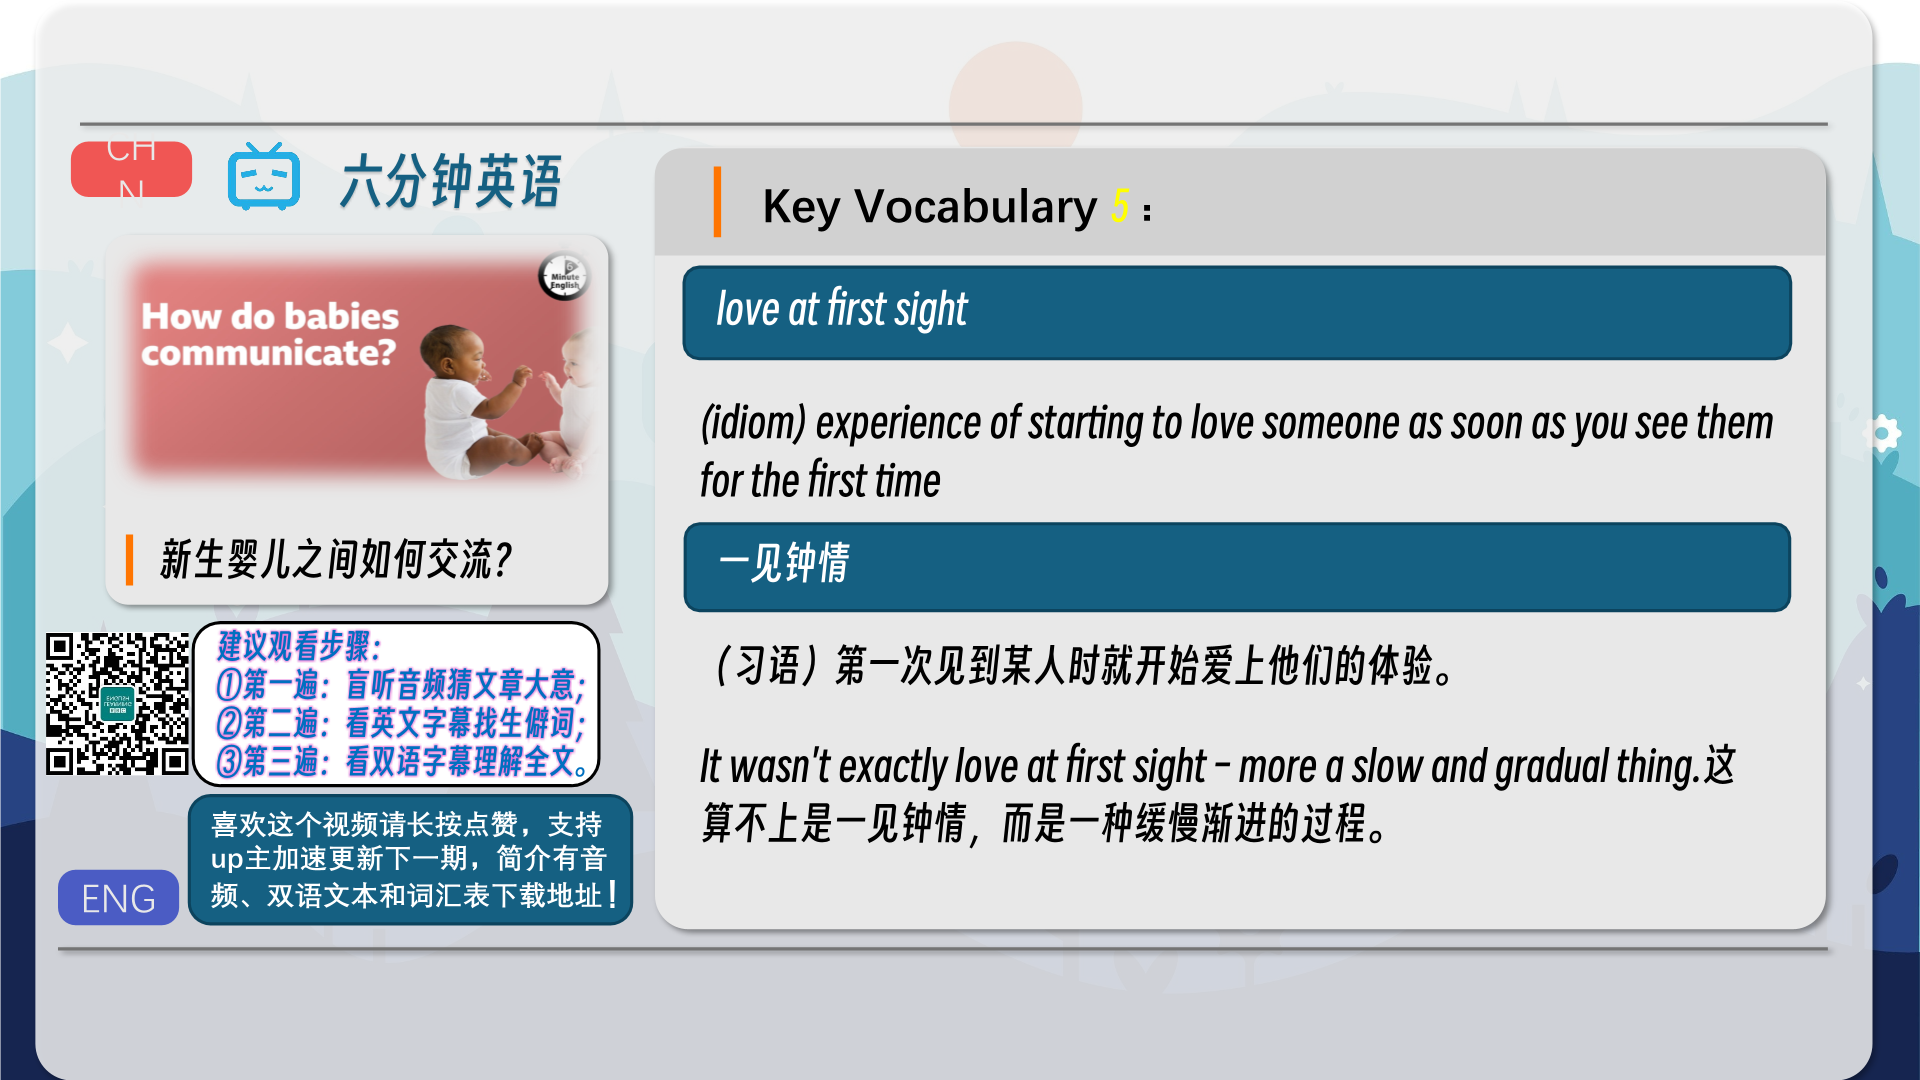 CH
N
六分钟英语
6
Minute
English
How do babies
communicate?
新生婴儿之间如何交流？
建议观看步骤：
①第一遍：盲听音频猜文章大意；
②第二遍：看英文字幕找生僻词；
③第三遍：看双语字幕理解全文。
喜欢这个视频请长按点赞，支持
up主加速更新下一期，简介有音
频、双语文本和词汇表下载地址！
ENG
Key Vocabulary 5：
love at first sight
(idiom) experience of starting to love someone as soon as you see them
for the first time
一见钟情
（习语）第一次见到某人时就开始爱上他们的体验。
It wasn't exactly love at first sight – more a slow and gradual thing.这
算不上是一见钟情，而是一种缓慢渐进的过程。